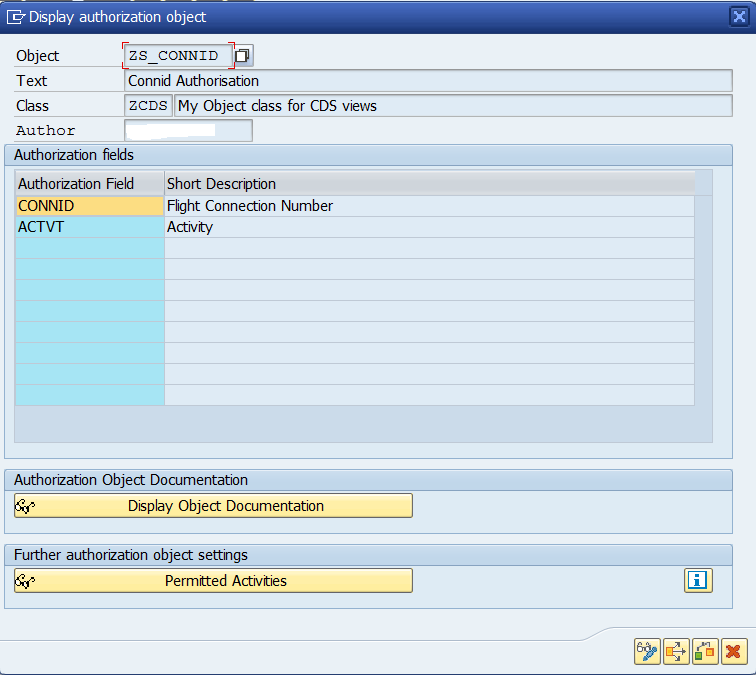 Display authorization object
Object ZS_CONNID
Text Connid Authorisation
Class ZCDS My Object class for CDS views
Author
Authorization fields
Authorization Field Short Description
CONNID Flight Connection Number
ACTVT Activity
Authorization Object Documentation
Display Object Documentation
Further authorization object settings
Permitted Activities